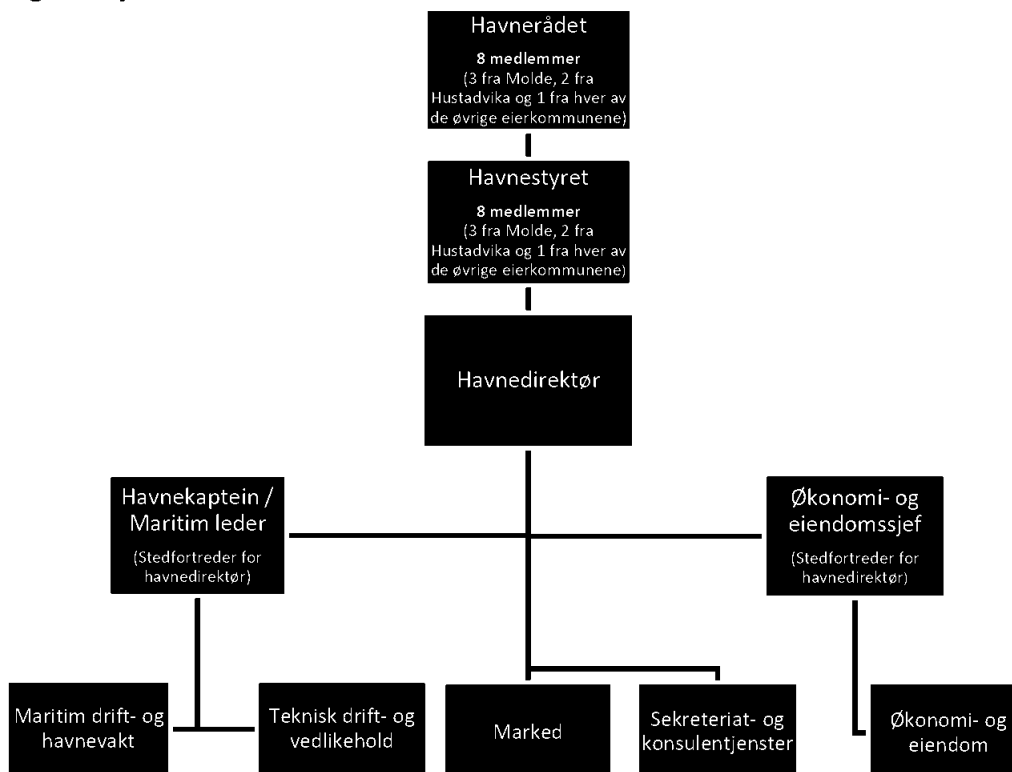 Havnerådet
8 medlemmer
(3 fra Molde, 2 fra
Hustadvika og 1 fra hver av
de øvrige eierkommunene)
Havnestyret
8 medlemmer
(3 fra Molde, 2 fra
Hustadvika og 1 fra hver av
de øvrige eierkommunene)
Havnedirektør
Havnekaptein /
Maritim leder
(Stedfortreder for
havnedirektør)
Økonomi- og
eiendomssjef
(Stedfortreder for
havnedirektør)
Maritim drift- og
havnevakt
Teknisk drift- og
vedlikehold
Marked
Sekreteriat- og
konsulentjenster
Økonomi- og
eiendom